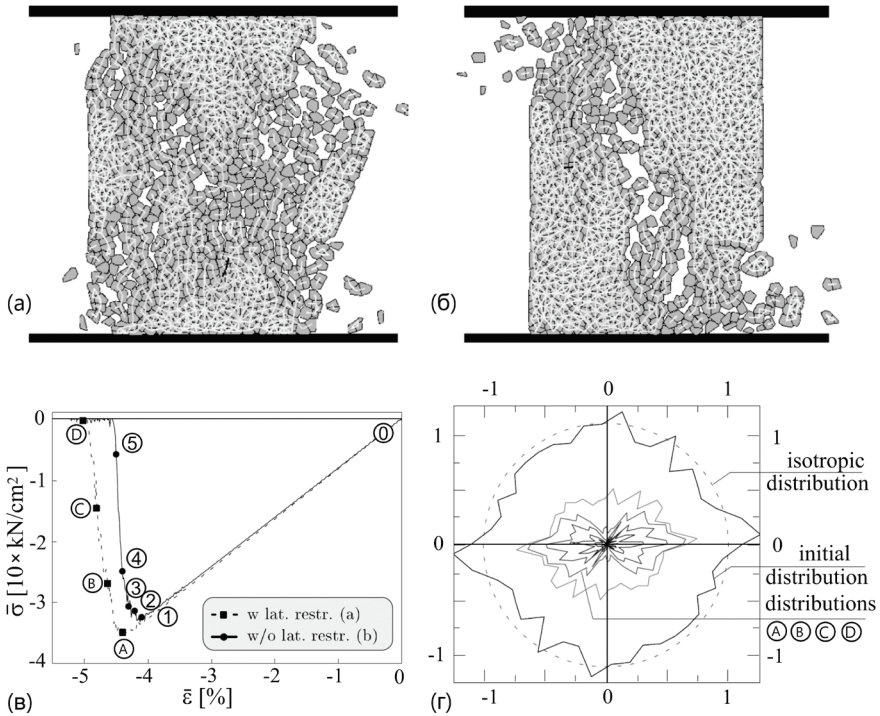 (а)
(б)
0
-1
-2
-3
-4
σ̄ [10× kN/cm²]
-5
-4
-3
-2
-1
0
ε̄ [%]
D
C
B
A
5
4
3
2
1
0
w lat. restr. (a)
w/o lat. restr. (b)
(в)
-1
0
1
1
0
-1
1
0
-1
-1
0
1
isotropic
distribution
initial
distribution
distributions
A B C D
(г)